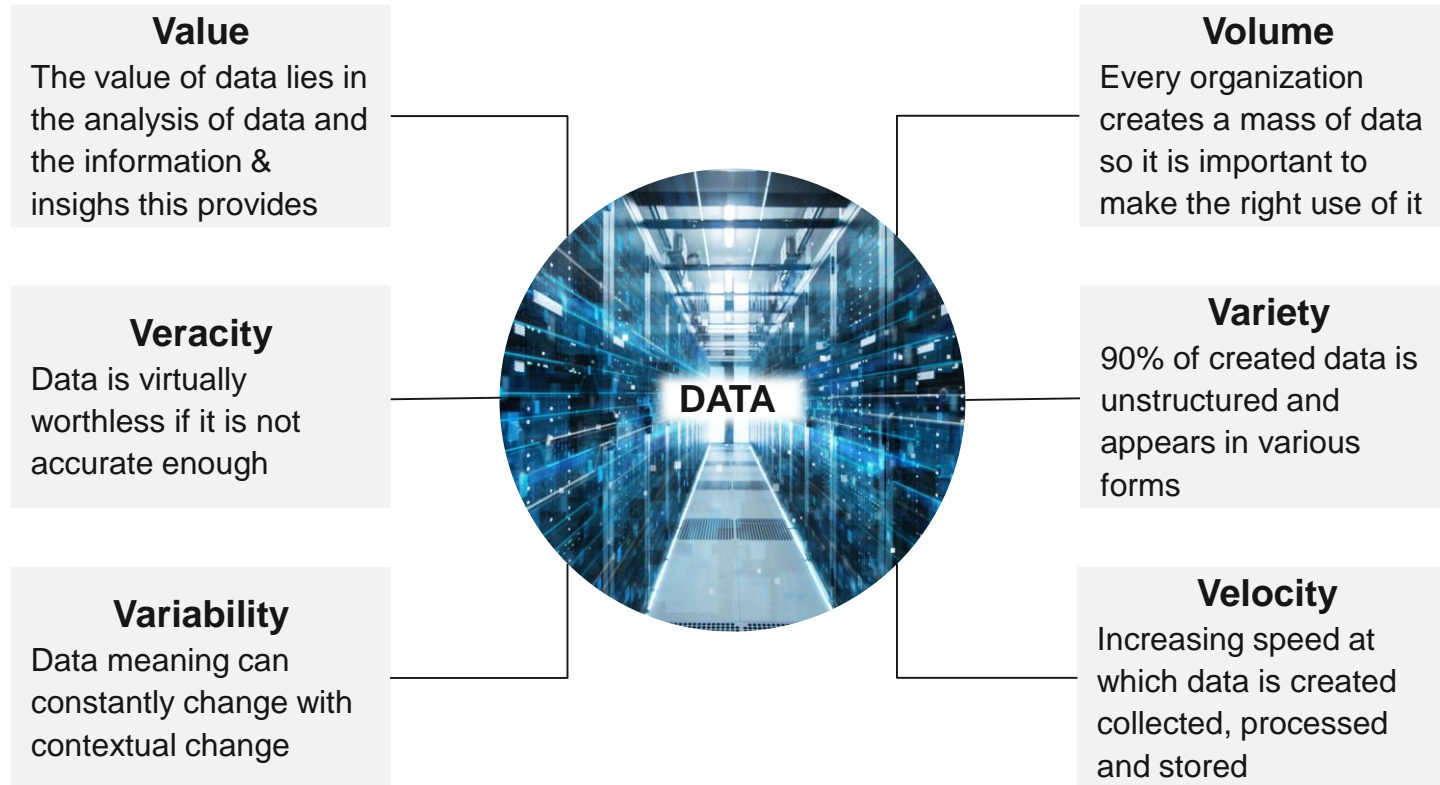 Value
The value of data lies in
the analysis of data and
the information &
insighs this provides
Veracity
Data is virtually
worthless if it is not
accurate enough
Variability
Data meaning can
constantly change with
contextual change
DATA
Volume
Every organization
creates a mass of data
so it is important to
make the right use of it
Variety
90% of created data is
unstructured and
appears in various
forms
Velocity
Increasing speed at
which data is created
collected, processed
and stored